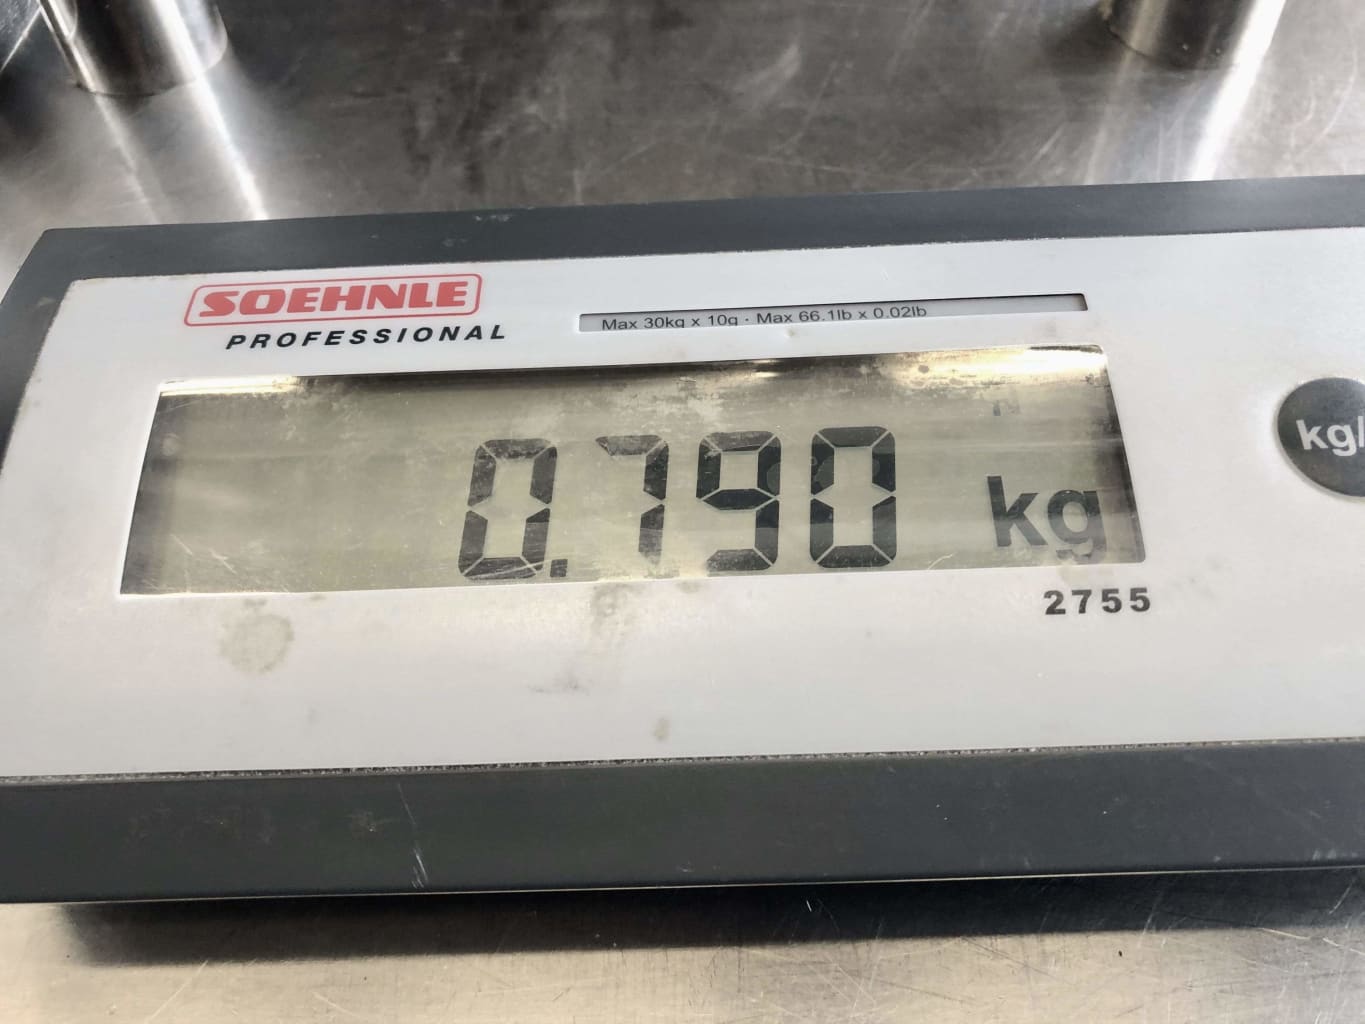 SOEHNLE
PROFESSIONAL
Max 30kg x 10g · Max 66.1lb x 0.02lb
0.790 kg
kg/
2755